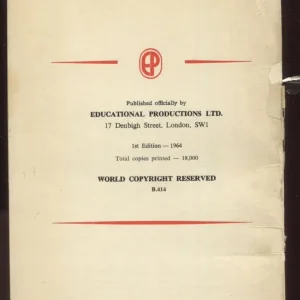 EP
Published officially by
EDUCATIONAL PRODUCTIONS LTD.
17 Denbigh Street, London, SW1
1st Edition — 1964
Total copies printed — 18,000
WORLD COPYRIGHT RESERVED
B.414